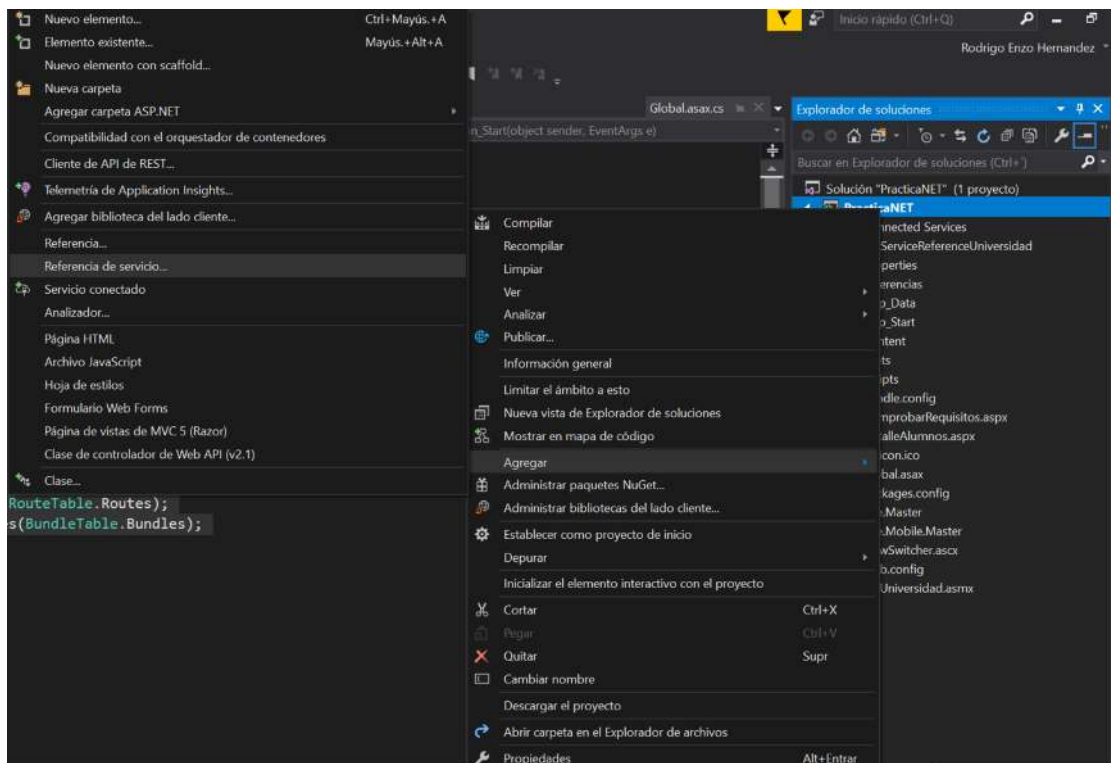 Nuevo elemento... Ctrl+Mayús.+A
Elemento existente... Mayús.+Alt+A
Nuevo elemento con scaffold...
Nueva carpeta
Agregar carpeta ASP.NET
Compatibilidad con el orquestador de contenedores
Cliente de API de REST...
Telemetría de Application Insights...
Agregar biblioteca del lado cliente...
Referencia...
Referencia de servicio...
Servicio conectado
Analizador...
Página HTML
Archivo JavaScript
Hoja de estilos
Formulario Web Forms
Página de vistas de MVC 5 (Razor)
Clase de controlador de Web API (v2.1)
Clase...
RouteTable.Routes);
s(BundleTable.Bundles);
Inicio rápido (Ctrl+Q)
Rodrigo Enzo Hernandez
Global.asax.cs
n_Start(object sender, EventArgs e)
Compilar
Recompilar
Limpiar
Ver
Analizar
Publicar...
Información general
Limitar el ámbito a esto
Nueva vista de Explorador de soluciones
Mostrar en mapa de código
Agregar
Administrar paquetes NuGet...
Administrar bibliotecas del lado cliente...
Establecer como proyecto de inicio
Depurar
Inicializar el elemento interactivo con el proyecto
Cortar Ctrl+X
Pegar Ctrl+V
Quitar Supr
Cambiar nombre
Descargar el proyecto
Abrir carpeta en el Explorador de archivos
Propiedades Alt+Entrar
Explorador de soluciones
Buscar en Explorador de soluciones (Ctrl+´)
Solución "PracticaNET" (1 proyecto)
PracticaNET
nnected Services
ServiceReferenceUniversidad
perties
erencias
p_Data
p_Start
ntent
ts
ipts
dle.config
mprobarRequisitos.aspx
alleAlumnos.aspx
icon.ico
bal.asax
kages.config
.Master
.Mobile.Master
wSwitcher.ascx
b.config
Universidad.asmx